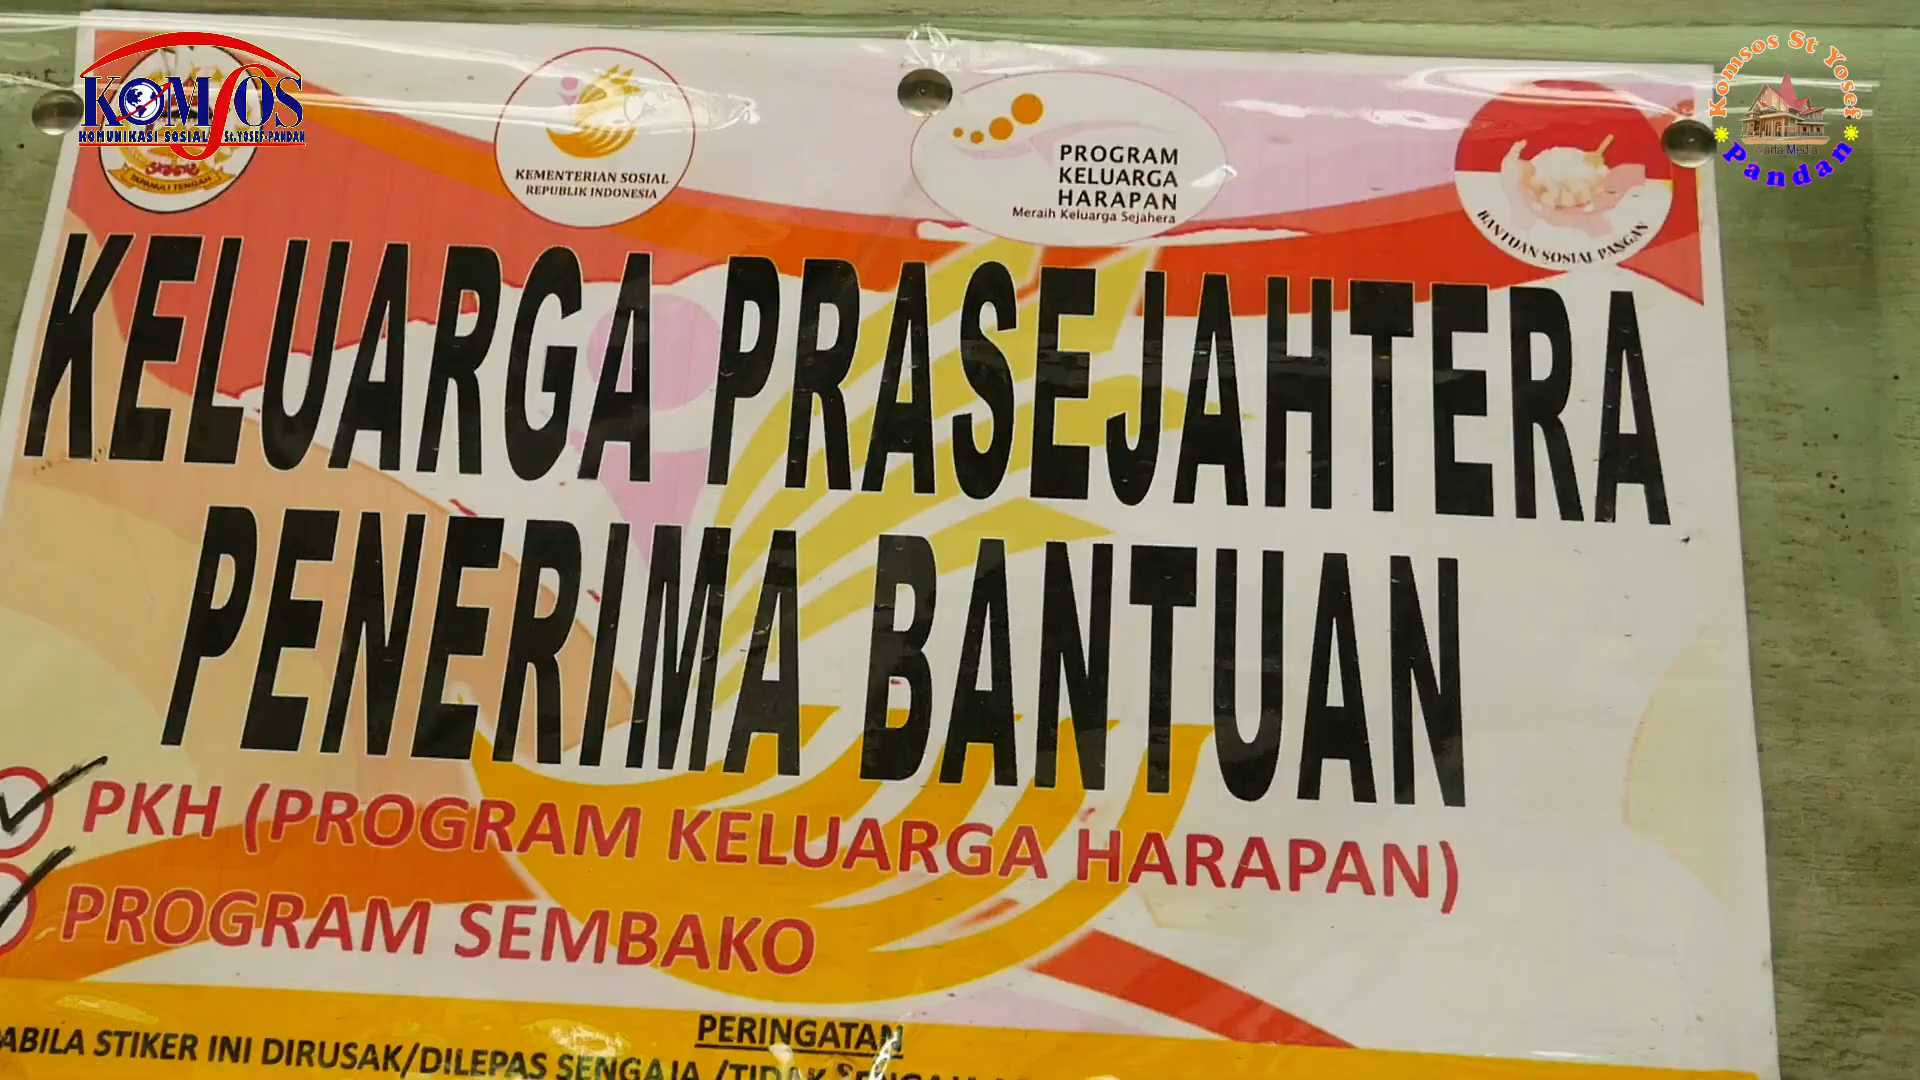 KOMSOS
KOMUNIKASI SOSIAL St.YOSEF-PANDAN
TAPANULI TENGAH
KEMENTERIAN SOSIAL
REPUBLIK INDONESIA
PROGRAM
KELUARGA
HARAPAN
Meraih Keluarga Sejahera
BANTUAN SOSIAL PANGAN
Komsos St Yosef
Pandan
KELUARGA PRASEJAHTERA
PENERIMA BANTUAN
PKH (PROGRAM KELUARGA HARAPAN)
PROGRAM SEMBAKO
PERINGATAN
STIKER INI DIRUSAK/DILEPAS SENGAJA